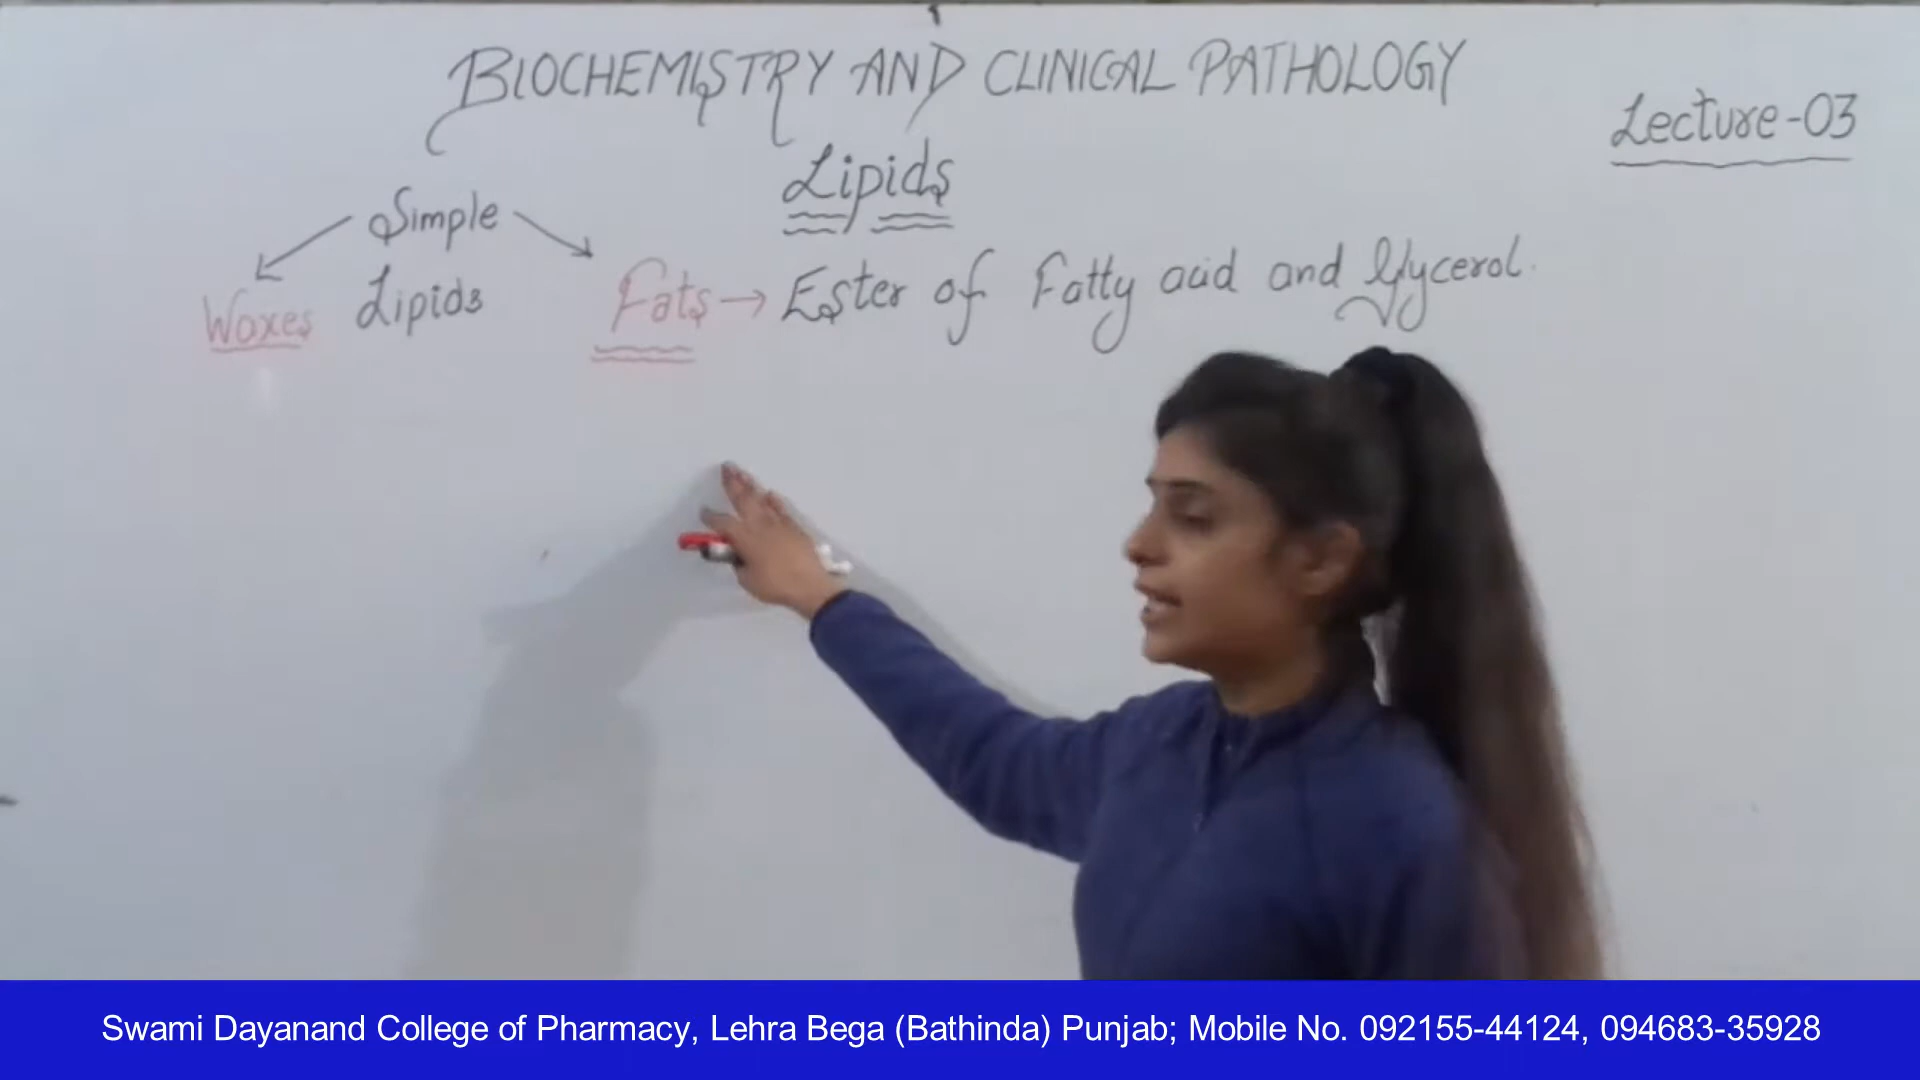 BIOCHEMISTRY AND CLINICAL PATHOLOGY
Lecture-03
Lipids
Simple
Lipids
Waxes
Fats → Ester of Fatty acid and Glycerol.
Swami Dayanand College of Pharmacy, Lehra Bega (Bathinda) Punjab; Mobile No. 092155-44124, 094683-35928